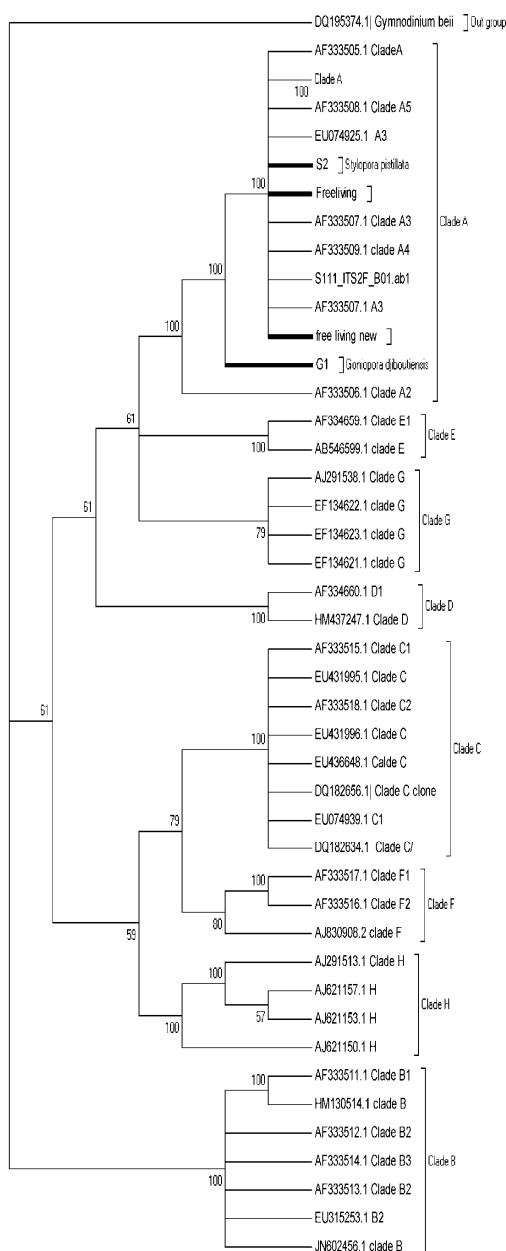 DQ195374.1| Gymnodinium beii
Out group
AF333505.1 CladeA
Clade A
100
AF333508.1 Clade A5
EU074925.1 A3
S2
Stylopora pistillata
100
Freeliving
AF333507.1 Clade A3
Clade A
AF333509.1 clade A4
100
S111_ITS2F_B01.ab1
AF333507.1 A3
100
free living new
G1
Goniopora djiboutiensis
AF333506.1 Clade A2
61
AF334659.1 Clade E1
Clade E
100
AB546599.1 clade E
AJ291538.1 Clade G
61
EF134622.1 clade G
Clade G
79
EF134623.1 clade G
EF134621.1 clade G
AF334660.1 D1
Clade D
100
HM437247.1 Clade D
AF333515.1 Clade C1
EU431995.1 Clade C
61
AF333518.1 Clade C2
EU431996.1 Clade C
100
Clade C
EU436648.1 Calde C
DQ182656.1| Clade C clone
79
EU074939.1 C1
DQ182634.1 Clade C/
AF333517.1 Clade F1
100
AF333516.1 Clade F2
Clade F
80
AJ830908.2 clade F
59
AJ291513.1 Clade H
100
AJ621157.1 H
Clade H
57
AJ621153.1 H
100
AJ621150.1 H
AF333511.1 Clade B1
100
HM130514.1 clade B
AF333512.1 Clade B2
AF333514.1 Clade B3
Clade B
100
AF333513.1 Clade B2
EU315253.1 B2
JN602456.1 clade B